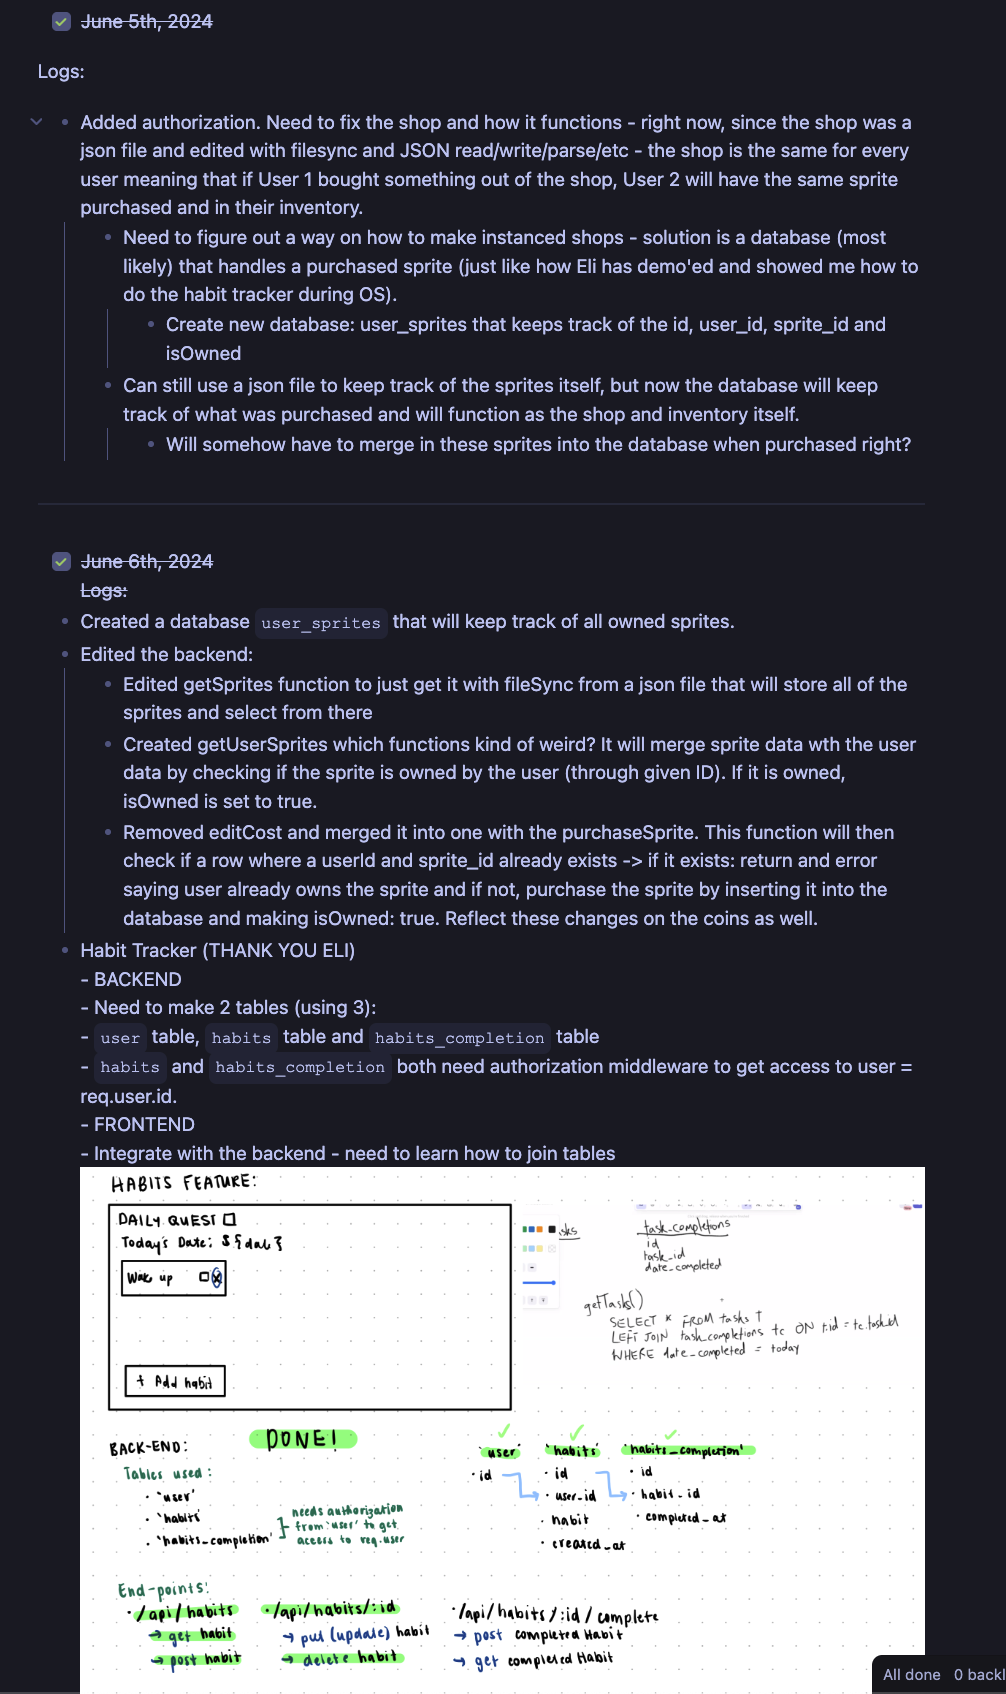 June 5th, 2024
Logs:
Added authorization. Need to fix the shop and how it functions - right now, since the shop was a
json file and edited with filesync and JSON read/write/parse/etc - the shop is the same for every
user meaning that if User 1 bought something out of the shop, User 2 will have the same sprite
purchased and in their inventory.
Need to figure out a way on how to make instanced shops - solution is a database (most
likely) that handles a purchased sprite (just like how Eli has demo'ed and showed me how to
do the habit tracker during OS).
Create new database: user_sprites that keeps track of the id, user_id, sprite_id and
isOwned
Can still use a json file to keep track of the sprites itself, but now the database will keep
track of what was purchased and will function as the shop and inventory itself.
Will somehow have to merge in these sprites into the database when purchased right?
June 6th, 2024
Logs:
Created a database user_sprites that will keep track of all owned sprites.
Edited the backend:
Edited getSprites function to just get it with fileSync from a json file that will store all of the
sprites and select from there
Created getUserSprites which functions kind of weird? It will merge sprite data wth the user
data by checking if the sprite is owned by the user (through given ID). If it is owned,
isOwned is set to true.
Removed editCost and merged it into one with the purchaseSprite. This function will then
check if a row where a userId and sprite_id already exists -> if it exists: return and error
saying user already owns the sprite and if not, purchase the sprite by inserting it into the
database and making isOwned: true. Reflect these changes on the coins as well.
Habit Tracker (THANK YOU ELI)
- BACKEND
- Need to make 2 tables (using 3):
- user table, habits table and habits_completion table
- habits and habits_completion both need authorization middleware to get access to user =
req.user.id.
- FRONTEND
- Integrate with the backend - need to learn how to join tables
HABITS FEATURE:
DAILY QUEST
Today's Date: ${date}
Wake up
+ Add habit
task_completions
id
task_id
date_completed
getTasks()
SELECT * FROM tasks t
LEFT JOIN task_completions tc ON t.id = tc.task_id
WHERE date_completed = today
BACK-END:
DONE!
Tables used:
· `user'
· `habits'
· `habits_completion'
needs authorization
from `user' to get
access to req.user
`user'
· id
`habits'
· id
· user_id
· habit
· created_at
`habits_completion'
· id
· habit_id
· completed_at
End-points:
· /api/habits
→ get habit
→ post habit
· /api/habits/:id
→ put (update) habit
→ delete habit
· /api/habits/:id/complete
→ post completed Habit
→ get completed Habit
All done 0 backl